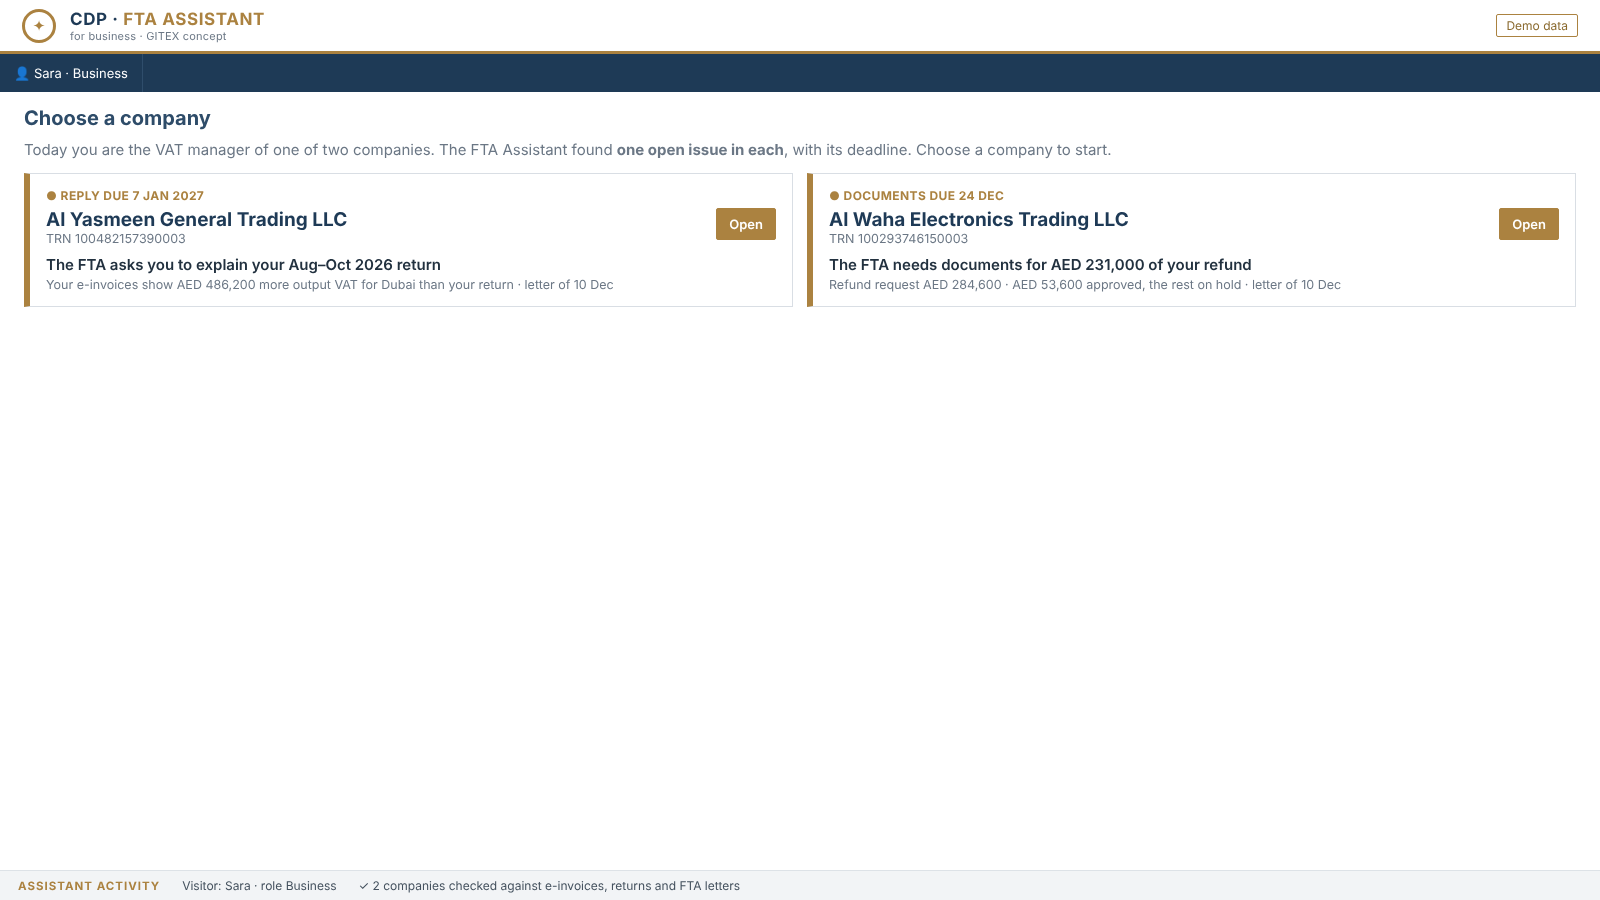 CDP · FTA ASSISTANT
for business · GITEX concept
Demo data
Sara · Business
Choose a company
Today you are the VAT manager of one of two companies. The FTA Assistant found one open issue in each, with its deadline. Choose a company to start.
REPLY DUE 7 JAN 2027
Al Yasmeen General Trading LLC
TRN 100482157390003
Open
The FTA asks you to explain your Aug–Oct 2026 return
Your e-invoices show AED 486,200 more output VAT for Dubai than your return · letter of 10 Dec
DOCUMENTS DUE 24 DEC
Al Waha Electronics Trading LLC
TRN 100293746150003
Open
The FTA needs documents for AED 231,000 of your refund
Refund request AED 284,600 · AED 53,600 approved, the rest on hold · letter of 10 Dec
ASSISTANT ACTIVITY Visitor: Sara · role Business ✓ 2 companies checked against e-invoices, returns and FTA letters